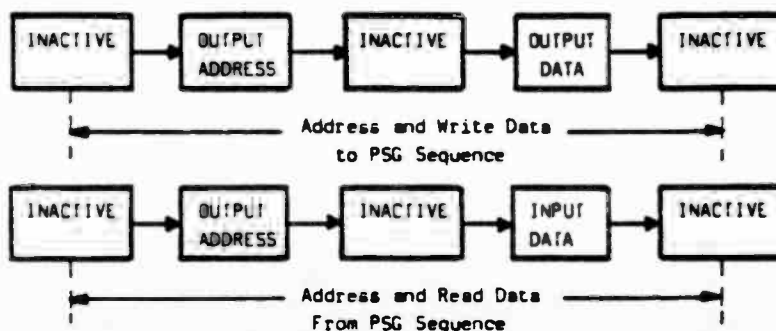 INACTIVE OUTPUT ADDRESS INACTIVE OUTPUT DATA INACTIVE
Address and Write Data
to PSG Sequence
INACTIVE OUTPUT ADDRESS INACTIVE INPUT DATA INACTIVE
Address and Read Data
From PSG Sequence